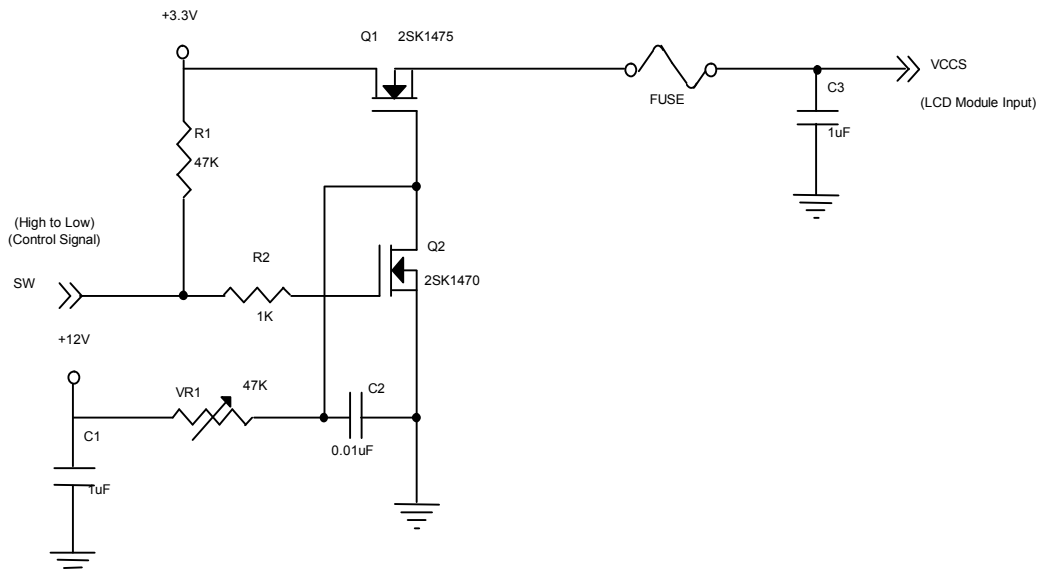 +3.3V
Q1 2SK1475
FUSE
VCCS
(LCD Module Input)
C3
1uF
R1
47K
(High to Low)
(Control Signal)
SW
R2
1K
Q2
2SK1470
+12V
VR1
47K
C2
0.01uF
C1
1uF